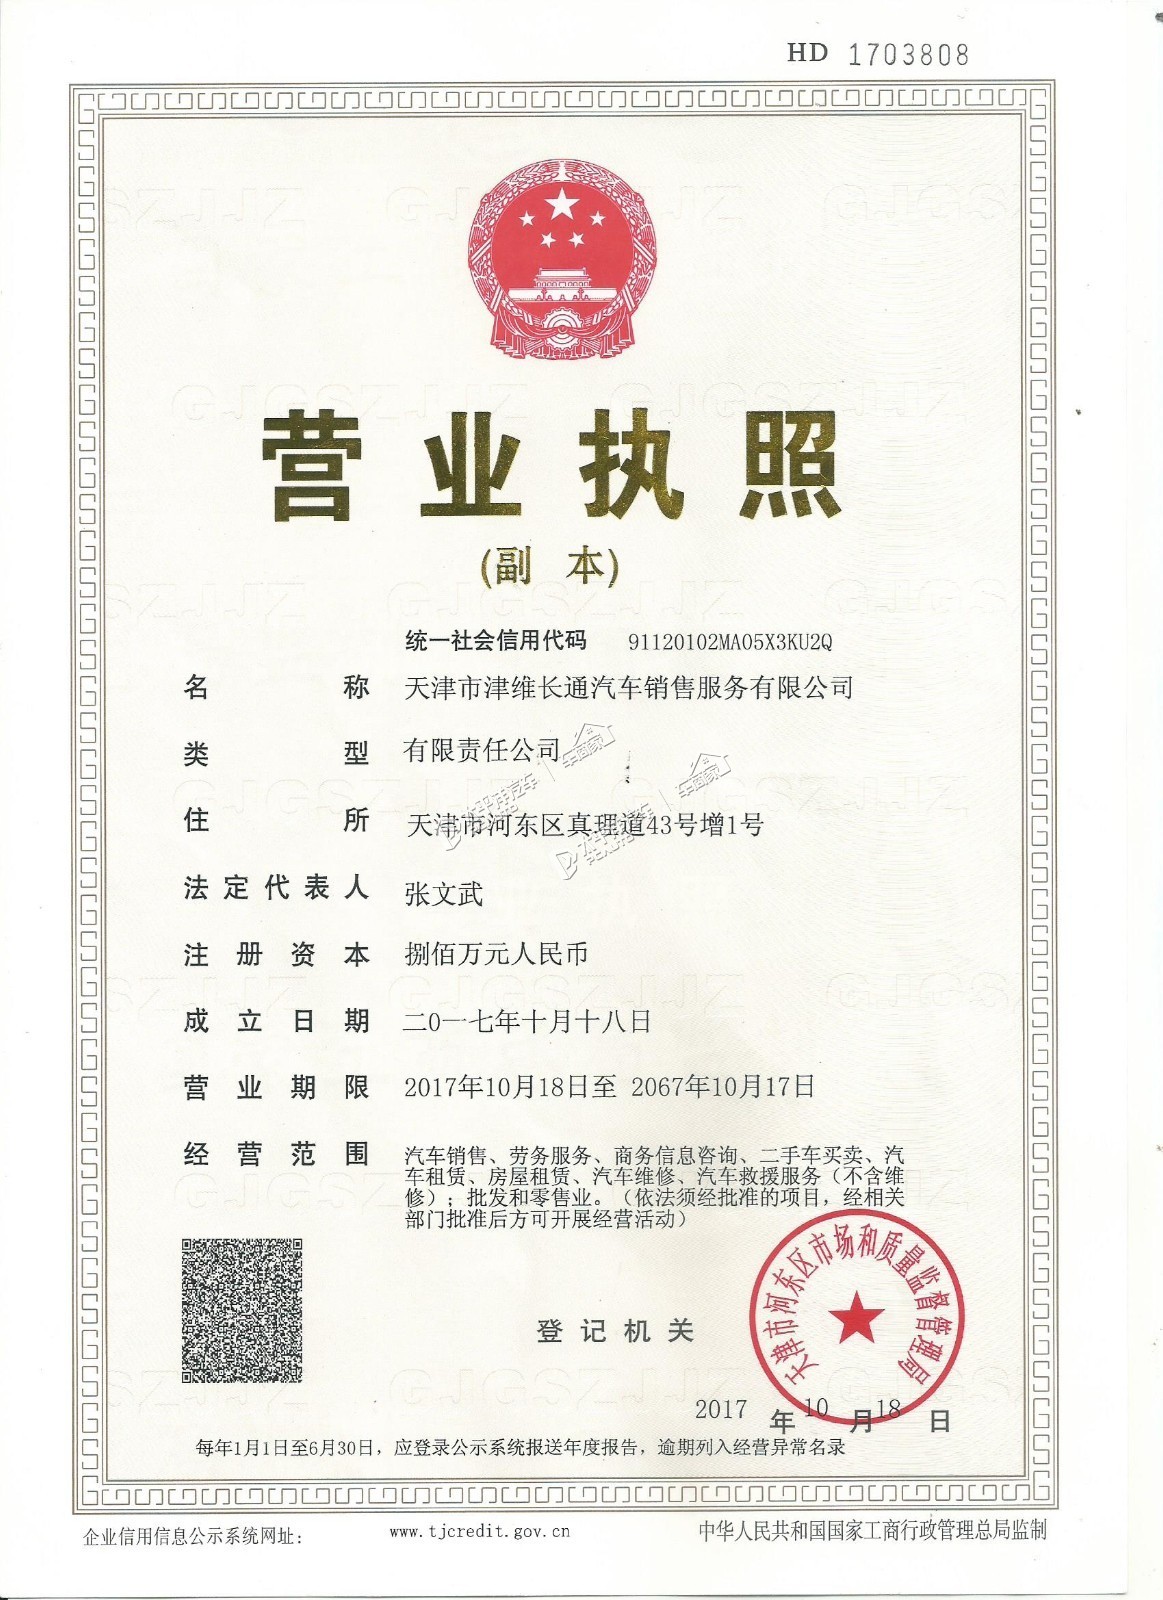 HD 1703808
营业执照
(副 本)
统一社会信用代码 91120102MA05X3KU2Q
名称 天津市津维长通汽车销售服务有限公司
类型 有限责任公司
住所 天津市河东区真理道43号增1号
法定代表人 张文武
注册资本 捌佰万元人民币
成立日期 二0一七年十月十八日
营业期限 2017年10月18日至 2067年10月17日
经营范围 汽车销售、劳务服务、商务信息咨询、二手车买卖、汽
车租赁、房屋租赁、汽车维修、汽车救援服务（不含维
修）；批发和零售业。（依法须经批准的项目，经相关
部门批准后方可开展经营活动）
天津市河东区市场和质量监督管理局
登记机关
2017 年 10 月 18 日
每年1月1日至6月30日，应登录公示系统报送年度报告，逾期列入经营异常名录
企业信用信息公示系统网址： www.tjcredit.gov.cn 中华人民共和国国家工商行政管理总局监制